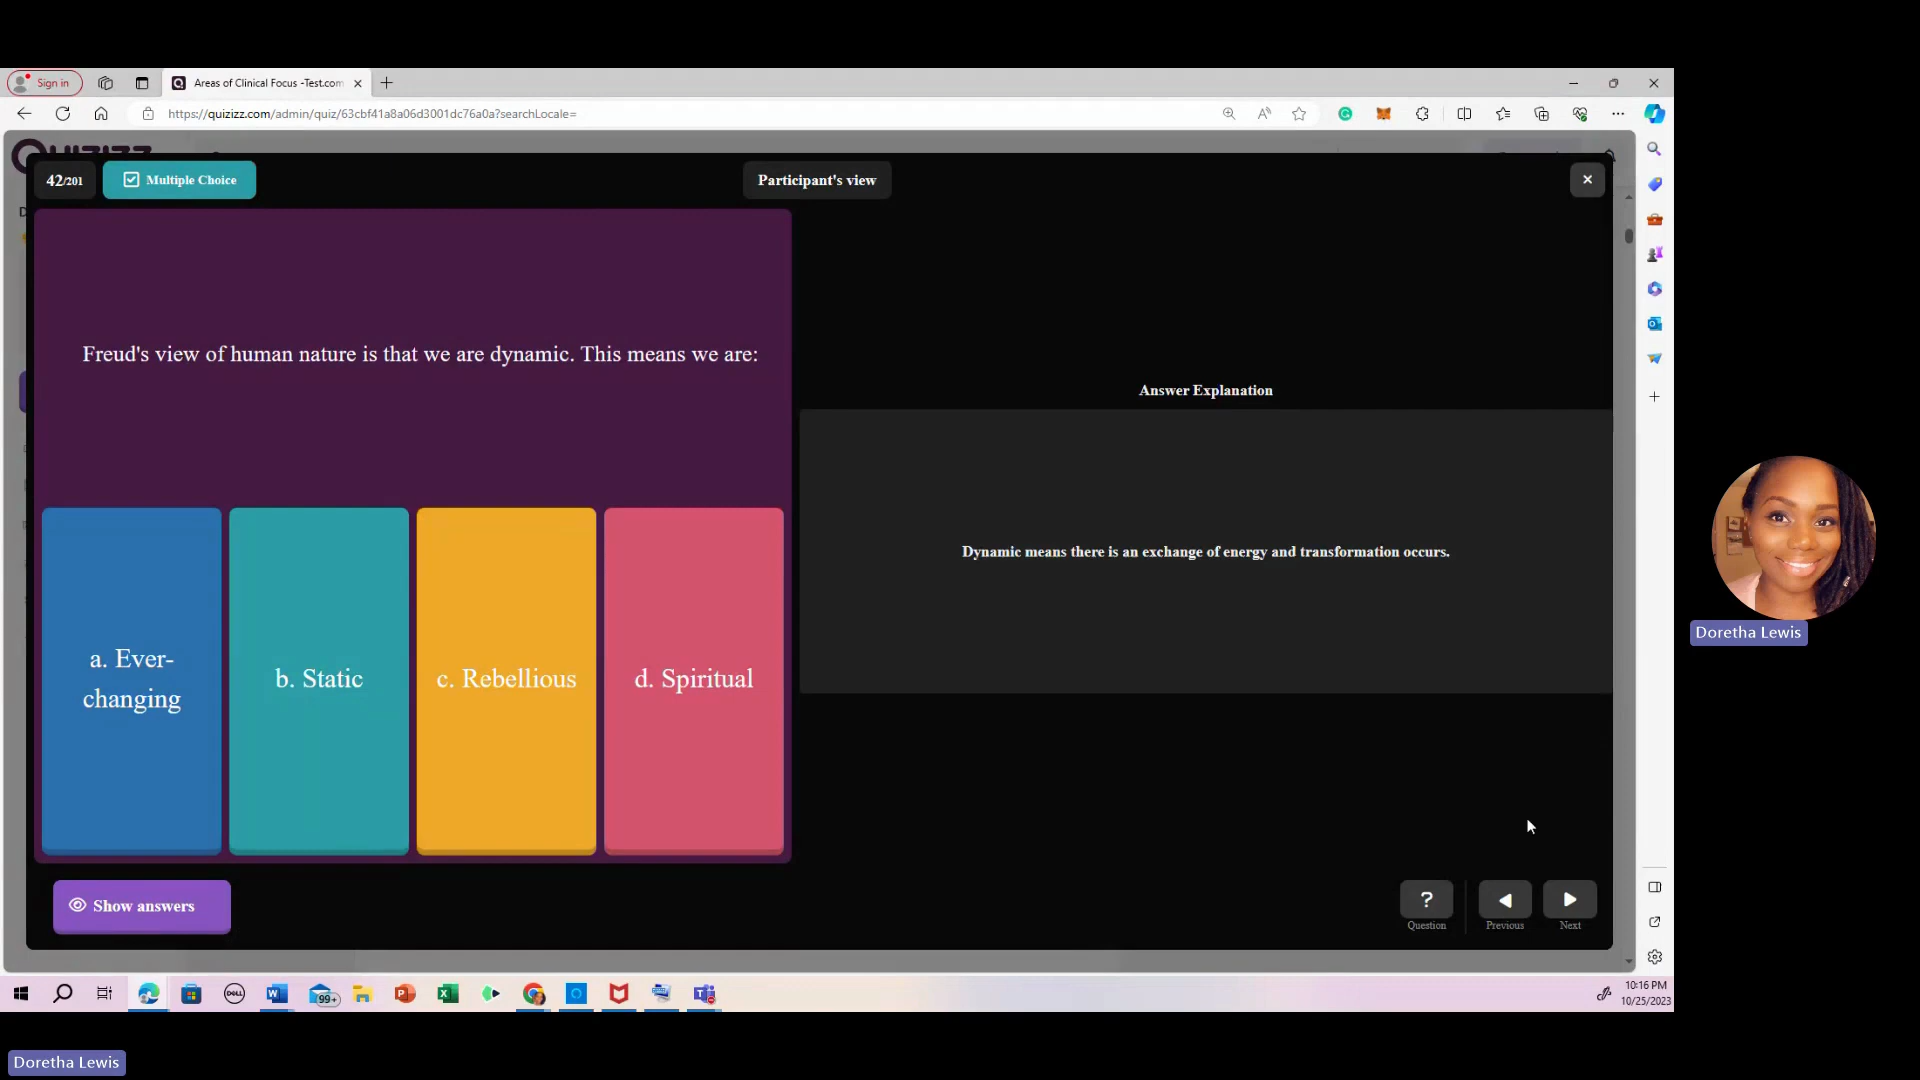 Sign in
Areas of Clinical Focus -Test.com
https://quizizz.com/admin/quiz/63cbf41a8a06d3001dc76a0a?searchLocale=
42/201
Multiple Choice
Participant's view
Freud's view of human nature is that we are dynamic. This means we are:
Answer Explanation
Dynamic means there is an exchange of energy and transformation occurs.
a. Ever-
changing
b. Static
c. Rebellious
d. Spiritual
Doretha Lewis
Show answers
?
Question
Previous
Next
DELL
99+
10:16 PM
10/25/2023
Doretha Lewis